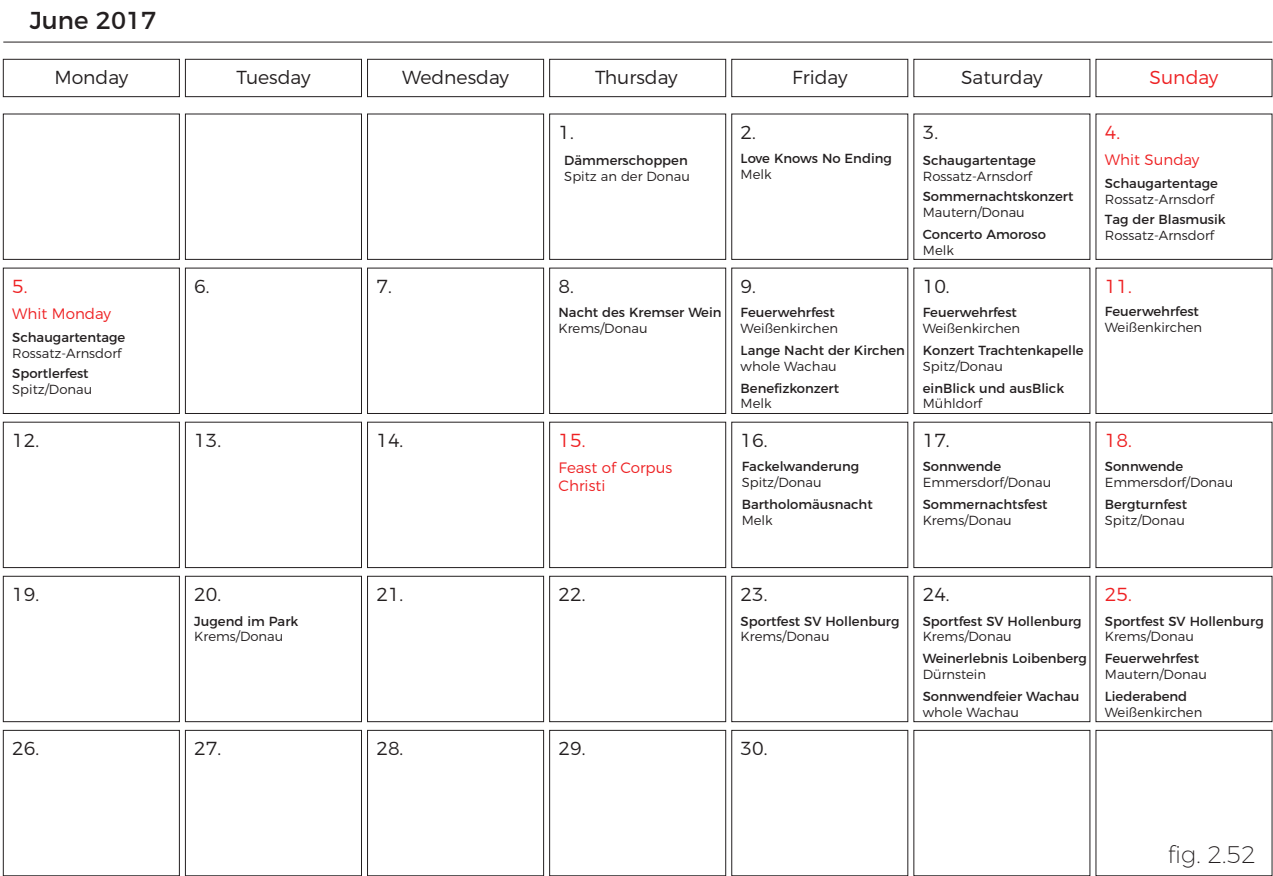 June 2017
Monday
Tuesday
Wednesday
Thursday
Friday
Saturday
Sunday
1.
Dämmerschoppen
Spitz an der Donau
2.
Love Knows No Ending
Melk
3.
Schaugartentage
Rossatz-Arnsdorf
Sommernachtskonzert
Mautern/Donau
Concerto Amoroso
Melk
4.
Whit Sunday
Schaugartentage
Rossatz-Arnsdorf
Tag der Blasmusik
Rossatz-Arnsdorf
5.
Whit Monday
Schaugartentage
Rossatz-Arnsdorf
Sportlerfest
Spitz/Donau
6.
7.
8.
Nacht des Kremser Wein
Krems/Donau
9.
Feuerwehrfest
Weißenkirchen
Lange Nacht der Kirchen
whole Wachau
Benefizkonzert
Melk
10.
Feuerwehrfest
Weißenkirchen
Konzert Trachtenkapelle
Spitz/Donau
einBlick und ausBlick
Mühldorf
11.
Feuerwehrfest
Weißenkirchen
12.
13.
14.
15.
Feast of Corpus
Christi
16.
Fackelwanderung
Spitz/Donau
Bartholomäusnacht
Melk
17.
Sonnwende
Emmersdorf/Donau
Sommernachtsfest
Krems/Donau
18.
Sonnwende
Emmersdorf/Donau
Bergturnfest
Spitz/Donau
19.
20.
Jugend im Park
Krems/Donau
21.
22.
23.
Sportfest SV Hollenburg
Krems/Donau
24.
Sportfest SV Hollenburg
Krems/Donau
Weinerlebnis Loibenberg
Dürnstein
Sonnwendfeier Wachau
whole Wachau
25.
Sportfest SV Hollenburg
Krems/Donau
Feuerwehrfest
Mautern/Donau
Liederabend
Weißenkirchen
26.
27.
28.
29.
30.
fig. 2.52